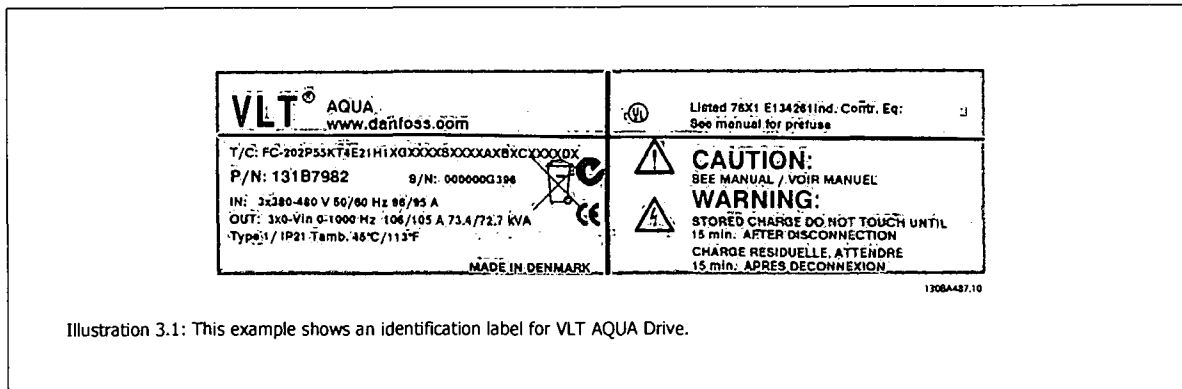 VLT® AQUA
www.danfoss.com
T/C: FC-202P55KT4E21H1XGXXXXSXXXXAXBXCXXXXDX
P/N: 131B7982 S/N: 000000G396
IN: 3x380-480 V 50/60 Hz 96/95 A
OUT: 3x0-Vin 0-1000 Hz 106/105 A 73.4/72.7 kVA
Type 1/ IP21 Tamb. 45°C/113°F
MADE IN DENMARK
UL
Listed 76X1 E134261 Ind. Contr. Eq.
See manual for prefuse
CAUTION:
SEE MANUAL / VOIR MANUEL
WARNING:
STORED CHARGE DO NOT TOUCH UNTIL
15 min. AFTER DISCONNECTION
CHARGE RESIDUELLE, ATTENDRE
15 min. APRES DECONNEXION
CE
130BA487.10
Illustration 3.1: This example shows an identification label for VLT AQUA Drive.